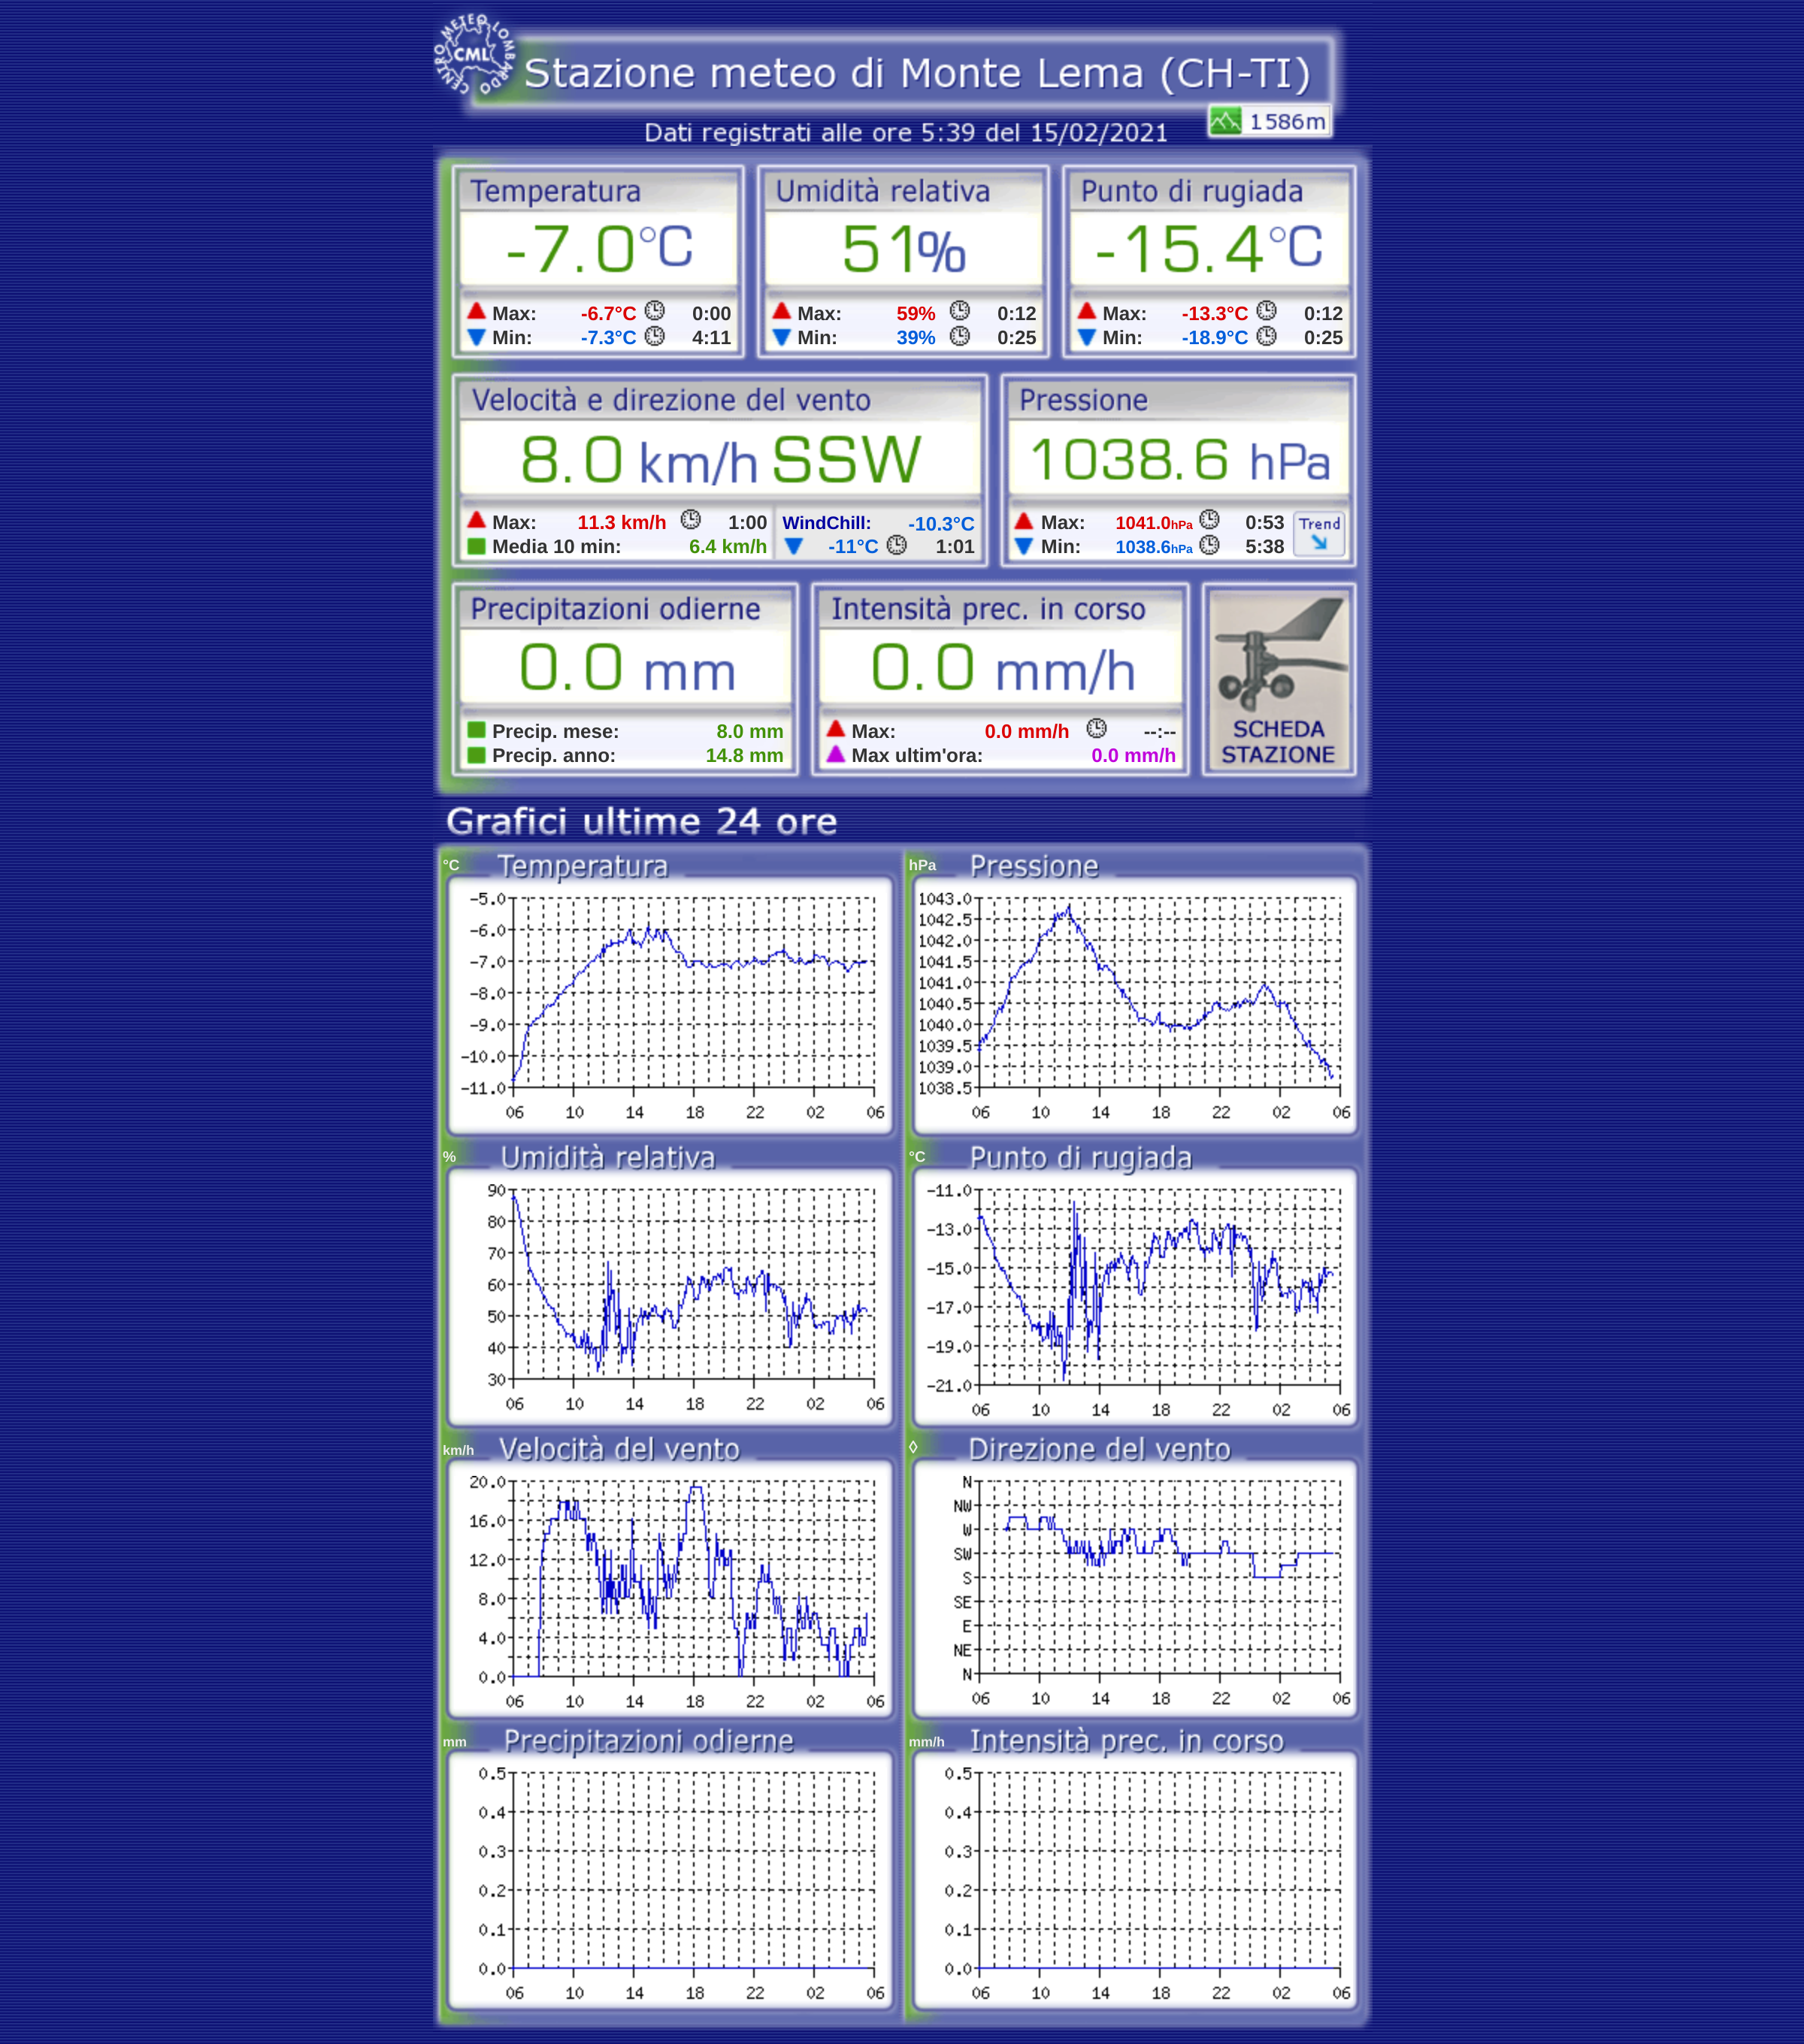 CENTRO METEO LOMBARDO
CML
Stazione meteo di Monte Lema (CH-TI)
1586m
Dati registrati alle ore 5:39 del 15/02/2021
Temperatura
-7.0°C
Max: -6.7°C 0:00
Min: -7.3°C 4:11
Umidità relativa
51%
Max: 59% 0:12
Min: 39% 0:25
Punto di rugiada
-15.4°C
Max: -13.3°C 0:12
Min: -18.9°C 0:25
Velocità e direzione del vento
8.0 km/h SSW
Max: 11.3 km/h 1:00
Media 10 min: 6.4 km/h
WindChill: -10.3°C
-11°C 1:01
Pressione
1038.6 hPa
Max: 1041.0hPa 0:53
Min: 1038.6hPa 5:38
Trend
Precipitazioni odierne
0.0 mm
Precip. mese: 8.0 mm
Precip. anno: 14.8 mm
Intensità prec. in corso
0.0 mm/h
Max: 0.0 mm/h --:--
Max ultim'ora: 0.0 mm/h
SCHEDA
STAZIONE
Grafici ultime 24 ore
°C Temperatura
-5.0
-6.0
-7.0
-8.0
-9.0
-10.0
-11.0
06 10 14 18 22 02 06
hPa Pressione
1043.0
1042.5
1042.0
1041.5
1041.0
1040.5
1040.0
1039.5
1039.0
1038.5
06 10 14 18 22 02 06
% Umidità relativa
90
80
70
60
50
40
30
06 10 14 18 22 02 06
°C Punto di rugiada
-11.0
-13.0
-15.0
-17.0
-19.0
-21.0
06 10 14 18 22 02 06
km/h Velocità del vento
20.0
16.0
12.0
8.0
4.0
0.0
06 10 14 18 22 02 06
◊ Direzione del vento
N
NW
W
SW
S
SE
E
NE
N
06 10 14 18 22 02 06
mm Precipitazioni odierne
0.5
0.4
0.3
0.2
0.1
0.0
06 10 14 18 22 02 06
mm/h Intensità prec. in corso
0.5
0.4
0.3
0.2
0.1
0.0
06 10 14 18 22 02 06